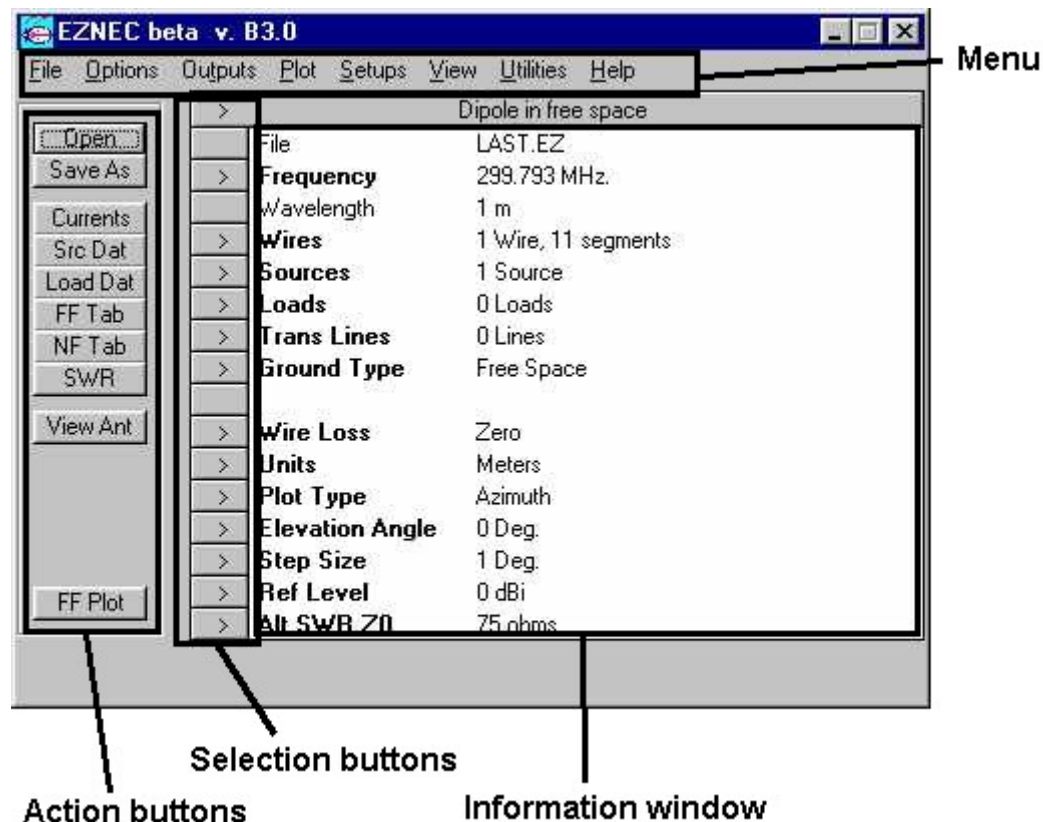 EZNEC beta v. B3.0
File Options Outputs Plot Setups View Utilities Help
Menu
> Dipole in free space
Open
Save As
Currents
Src Dat
Load Dat
FF Tab
NF Tab
SWR
View Ant
FF Plot
File LAST.EZ
> Frequency 299.793 MHz.
Wavelength 1 m
> Wires 1 Wire, 11 segments
> Sources 1 Source
> Loads 0 Loads
> Trans Lines 0 Lines
> Ground Type Free Space
> Wire Loss Zero
> Units Meters
> Plot Type Azimuth
> Elevation Angle 0 Deg.
> Step Size 1 Deg.
> Ref Level 0 dBi
> Alt SWR Z0 75 ohms
Selection buttons
Action buttons
Information window